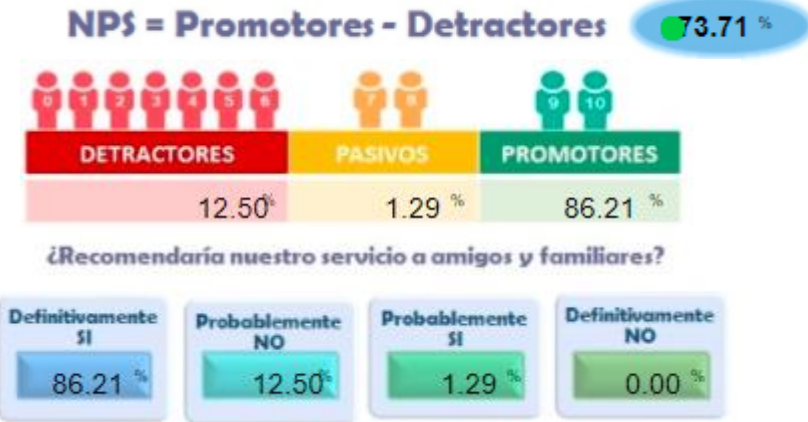 NPS = Promotores - Detractores 73.71 %
0 1 2 3 4 5 6 7 8 9 10
DETRACTORES PASIVOS PROMOTORES
12.50% 1.29 % 86.21 %
¿Recomendaría nuestro servicio a amigos y familiares?
Definitivamente
SI
86.21 %
Probablemente
NO
12.50%
Probablemente
SI
1.29 %
Definitivamente
NO
0.00 %